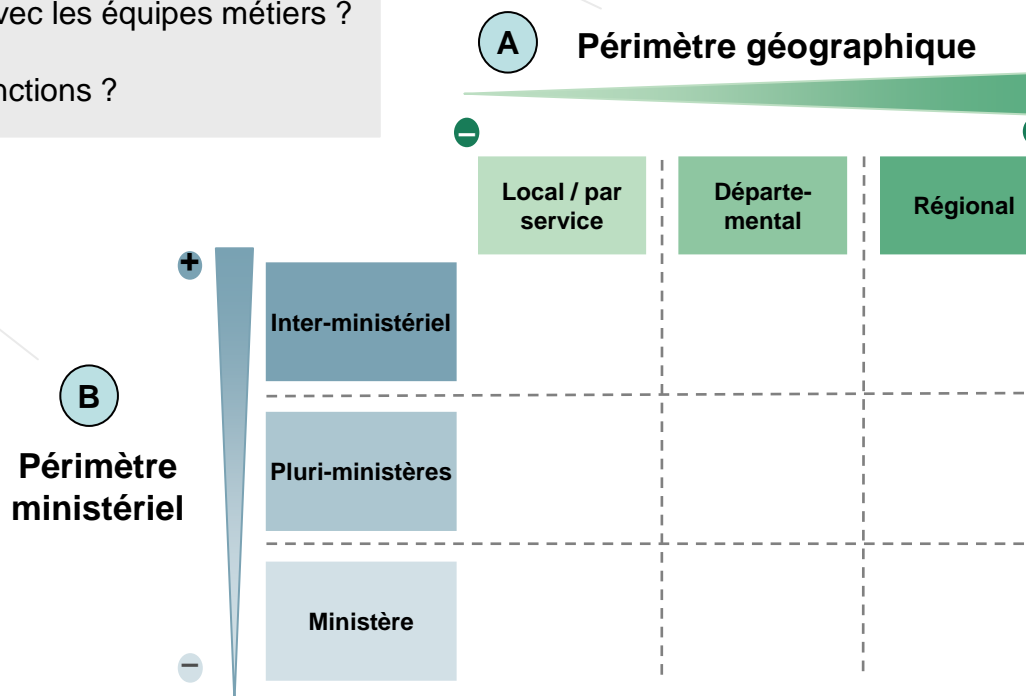 avec les équipes métiers ?
nctions ?
A
Périmètre géographique
–
Local / par
service
Départe-
mental
Régional
+
Inter-ministériel
B
Périmètre
ministériel
Pluri-ministères
Ministère
–